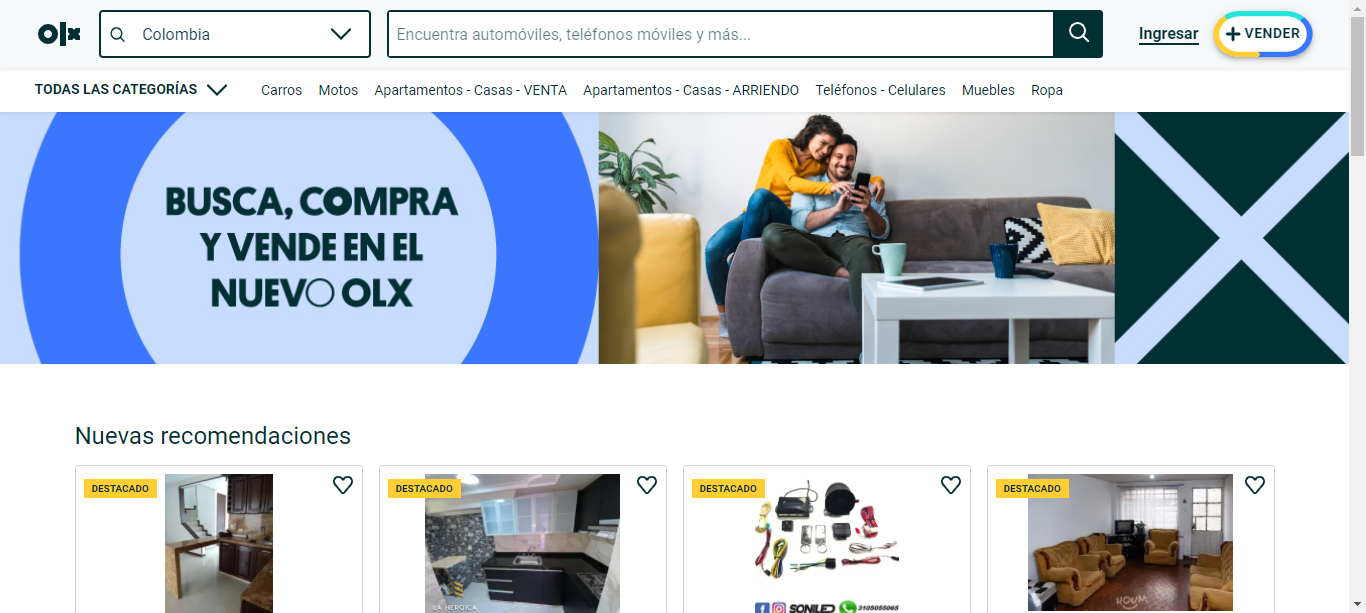 olx
Colombia
Encuentra automóviles, teléfonos móviles y más...
Ingresar
VENDER
TODAS LAS CATEGORÍAS
Carros
Motos
Apartamentos - Casas - VENTA
Apartamentos - Casas - ARRIENDO
Teléfonos - Celulares
Muebles
Ropa
BUSCA, COMPRA
Y VENDE EN EL
NUEVO OLX
Nuevas recomendaciones
DESTACADO
DESTACADO
LA HEROICA
DESTACADO
SONILED 3105055065
DESTACADO
HOUM